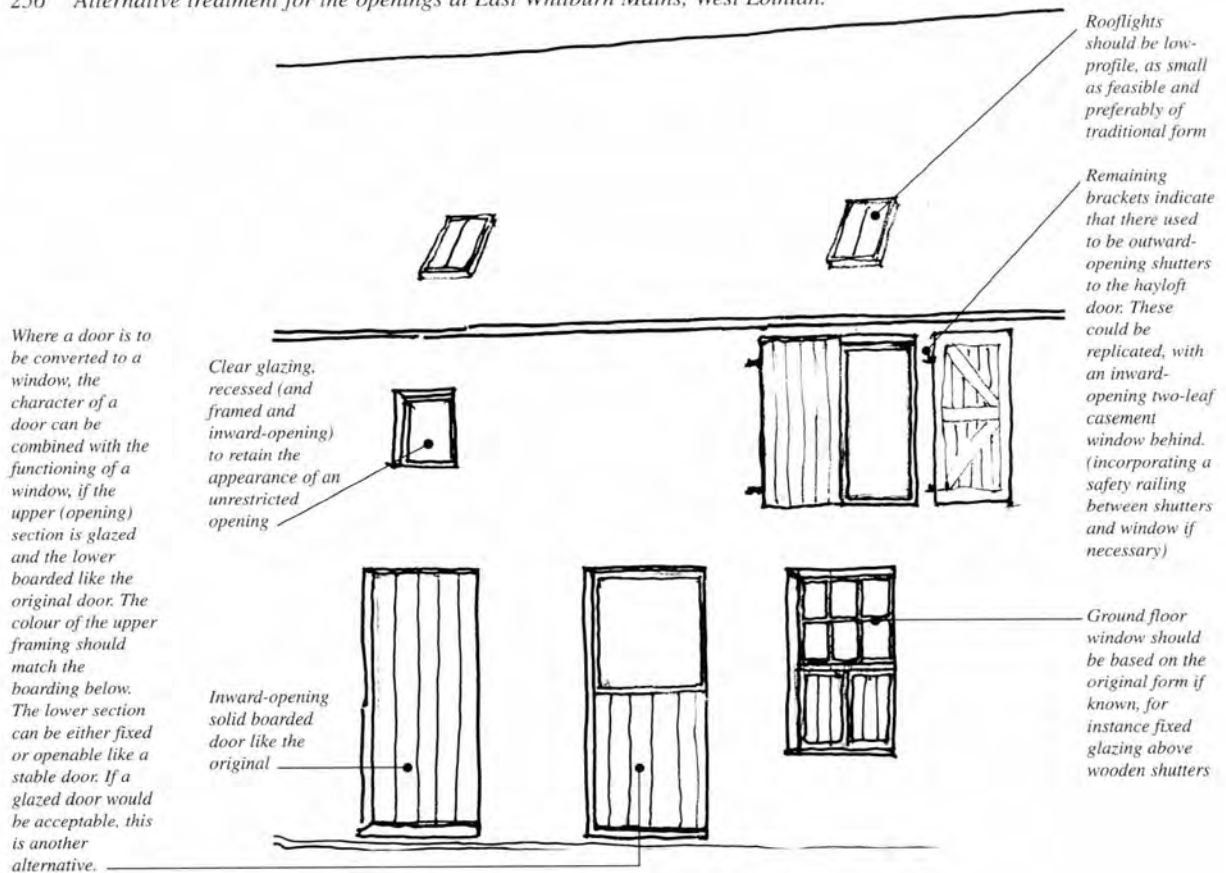 256 Alternative treatment for the openings at East Whitburn Mains, West Lothian.
Rooflights
should be low-
profile, as small
as feasible and
preferably of
traditional form
Remaining
brackets indicate
that there used
to be outward-
opening shutters
to the hayloft
door. These
could be
replicated, with
an inward-
opening two-leaf
casement
window behind.
(incorporating a
safety railing
between shutters
and window if
necessary)
Where a door is to
be converted to a
window, the
character of a
door can be
combined with the
functioning of a
window, if the
upper (opening)
section is glazed
and the lower
boarded like the
original door. The
colour of the upper
framing should
match the
boarding below.
The lower section
can be either fixed
or openable like a
stable door. If a
glazed door would
be acceptable, this
is another
alternative.
Clear glazing,
recessed (and
framed and
inward-opening)
to retain the
appearance of an
unrestricted
opening
Inward-opening
solid boarded
door like the
original
Ground floor
window should
be based on the
original form if
known, for
instance fixed
glazing above
wooden shutters